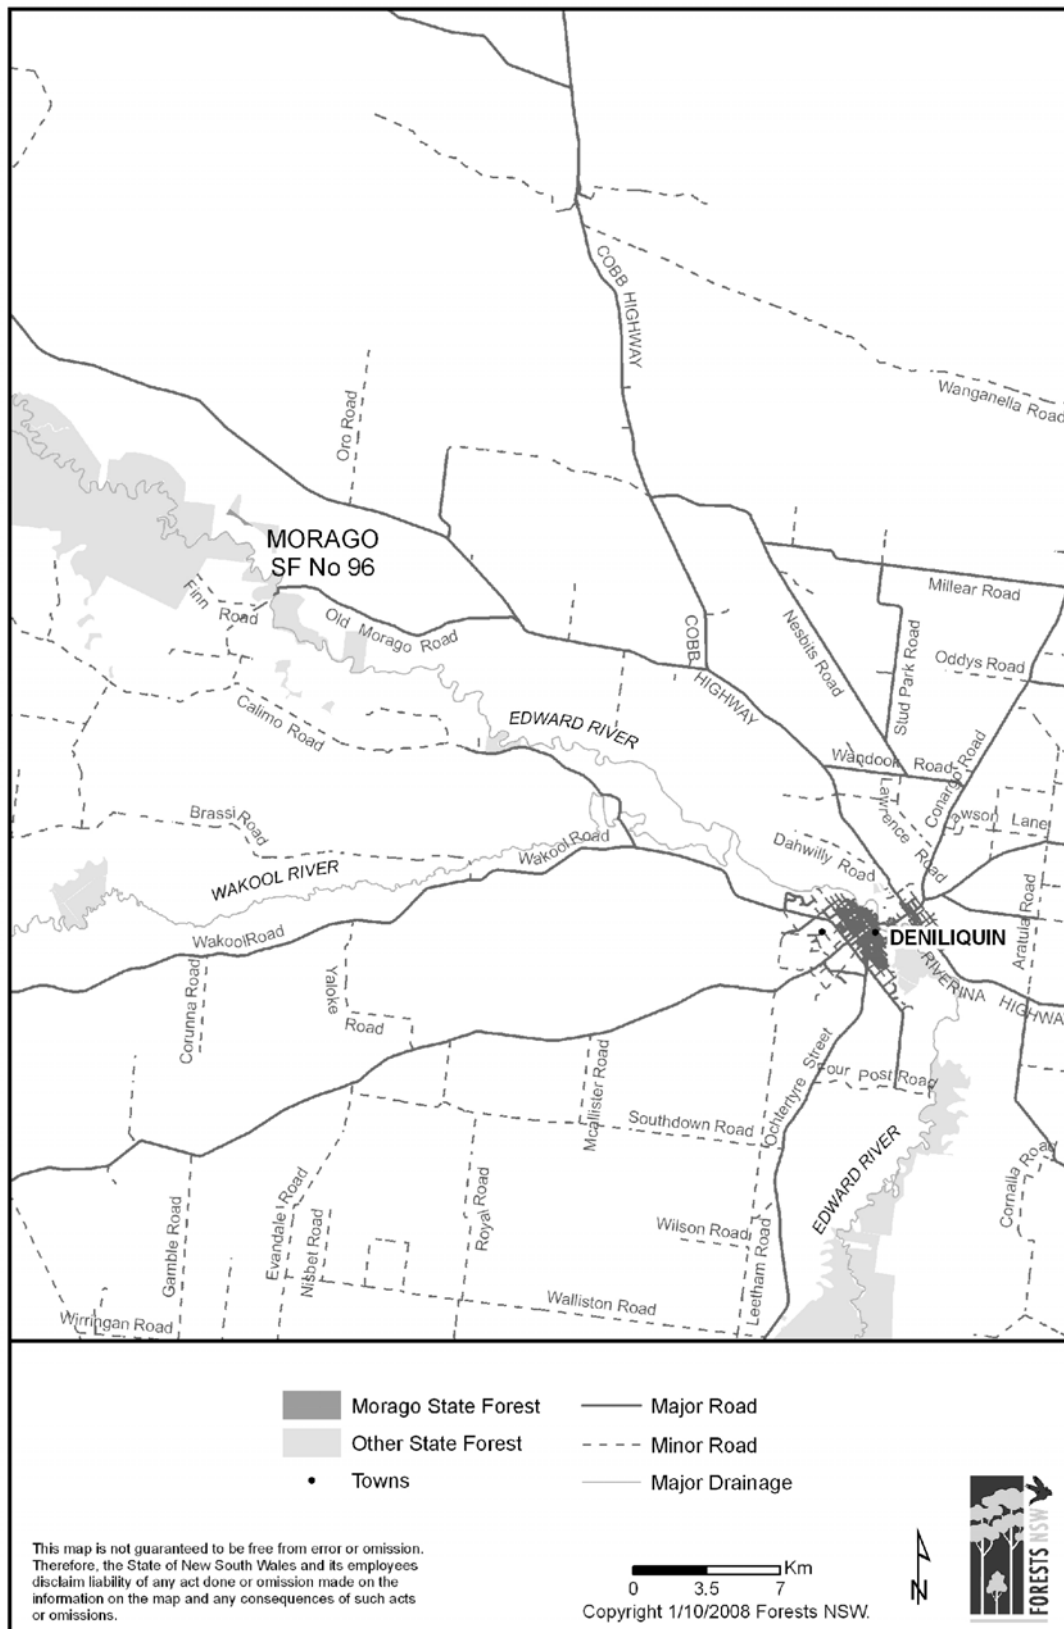 COBB HIGHWAY
Wanganella Road
Oro Road
MORAGO
SF No 96
Finn
Road
Old Morago Road
Millear Road
COBB
HIGHWAY
Nesbits Road
Stud Park Road
Oddys Road
Calimo Road
EDWARD RIVER
Wandook Road
Conargo Road
Lawrence Road
Lawson Lane
Brassi Road
WAKOOL RIVER
Wakool Road
Dahwilly Road
Aratula Road
DENILIQUIN
WakoolRoad
RIVERINA HIGHWA
Corunna Road
Yaloke
Road
Mcallister Road
Ochtertyre Street
Four Post Road
Southdown Road
EDWARD RIVER
Cornalla Road
Gamble Road
Evandale Road
Nisbet Road
Royal Road
Wilson Road
Leetham Road
Walliston Road
Wirringan Road
Morago State Forest
Major Road
Other State Forest
Minor Road
Towns
Major Drainage
This map is not guaranteed to be free from error or omission.
Therefore, the State of New South Wales and its employees
disclaim liability of any act done or omission made on the
information on the map and any consequences of such acts
or omissions.
Km
0 3.5 7
Copyright 1/10/2008 Forests NSW.
N
FORESTS NSW